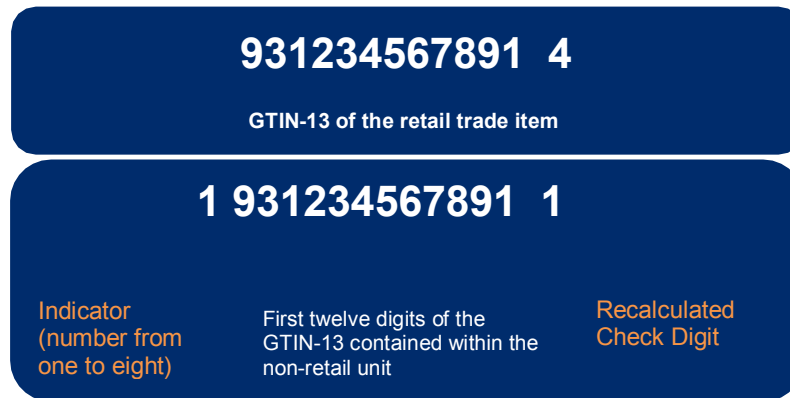 931234567891 4
GTIN-13 of the retail trade item
1 931234567891 1
Indicator
(number from
one to eight)
First twelve digits of the
GTIN-13 contained within the
non-retail unit
Recalculated
Check Digit